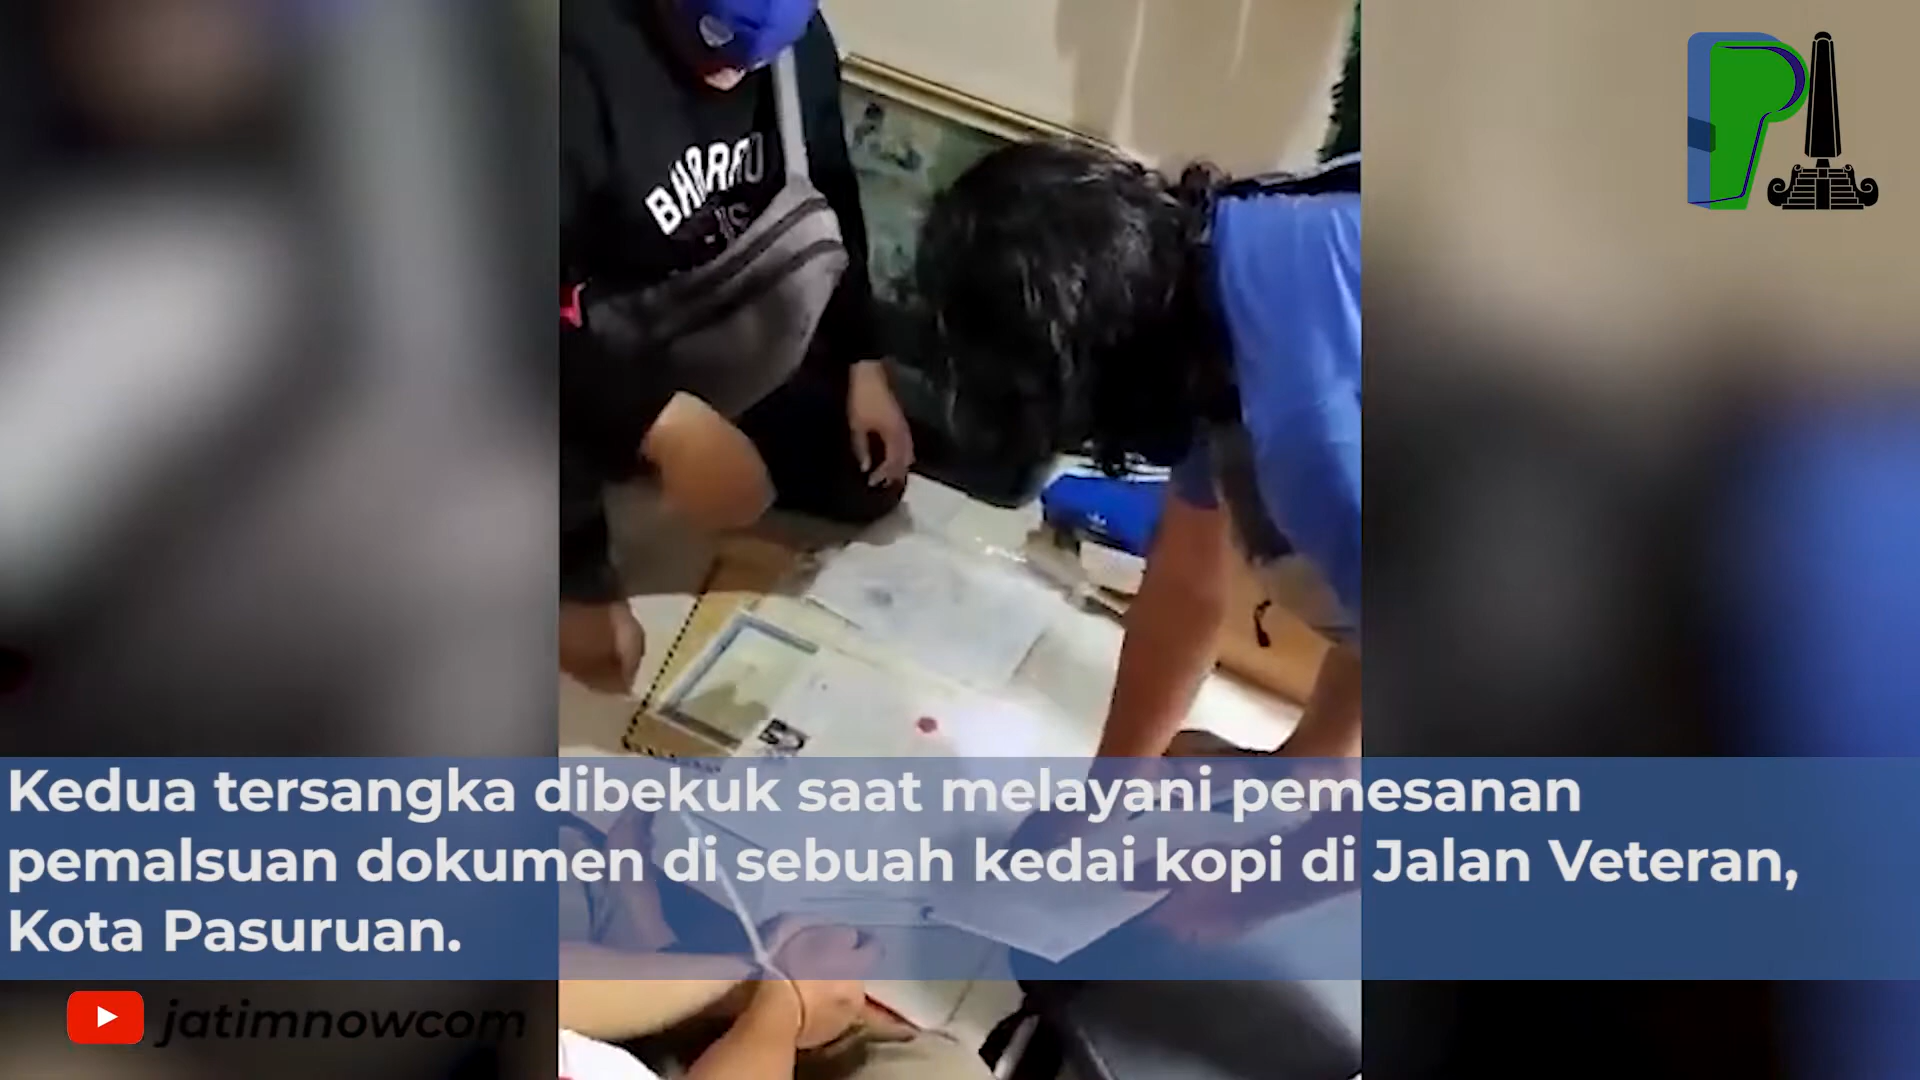 Kedua tersangka dibekuk saat melayani pemesanan
pemalsuan dokumen di sebuah kedai kopi di Jalan Veteran,
Kota Pasuruan.
jatimnowcom